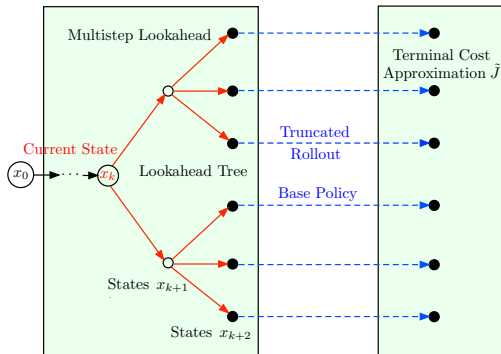 Multistep Lookahead
Terminal Cost
Approximation $\tilde{J}$
Current State
Truncated
Rollout
x₀ ··· xₖ
Lookahead Tree
Base Policy
States xₖ₊₁
States xₖ₊₂